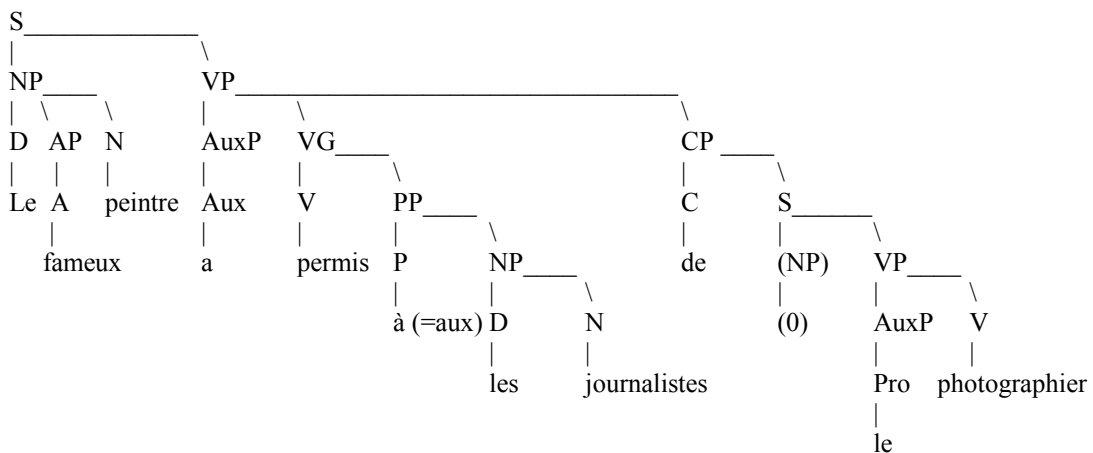 S
NP VP
D AP N AuxP VG CP
Le A peintre Aux V PP C S
fameux a permis P NP de (NP) VP
à (=aux) D N (0) AuxP V
les journalistes Pro photographier
le